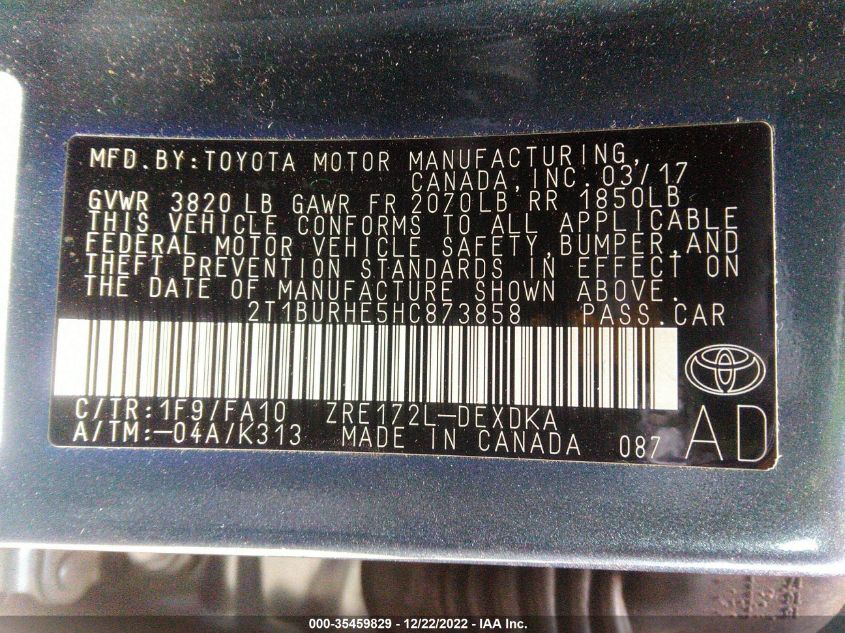 MFD.BY:TOYOTA MOTOR MANUFACTURING,
CANADA,INC. 03/17
GVWR 3820 LB GAWR FR 2070LB RR 1850LB
THIS VEHICLE CONFORMS TO ALL APPLICABLE
FEDERAL MOTOR VEHICLE SAFETY,BUMPER,AND
THEFT PREVENTION STANDARDS IN EFFECT ON
THE DATE OF MANUFACTURE SHOWN ABOVE.
2T1BURHE5HC873858 PASS.CAR
C/TR:1F9/FA10 ZRE172L-DEXDKA
A/TM:-04A/K313 MADE IN CANADA 087 AD
000-35459829 - 12/22/2022 - IAA Inc.